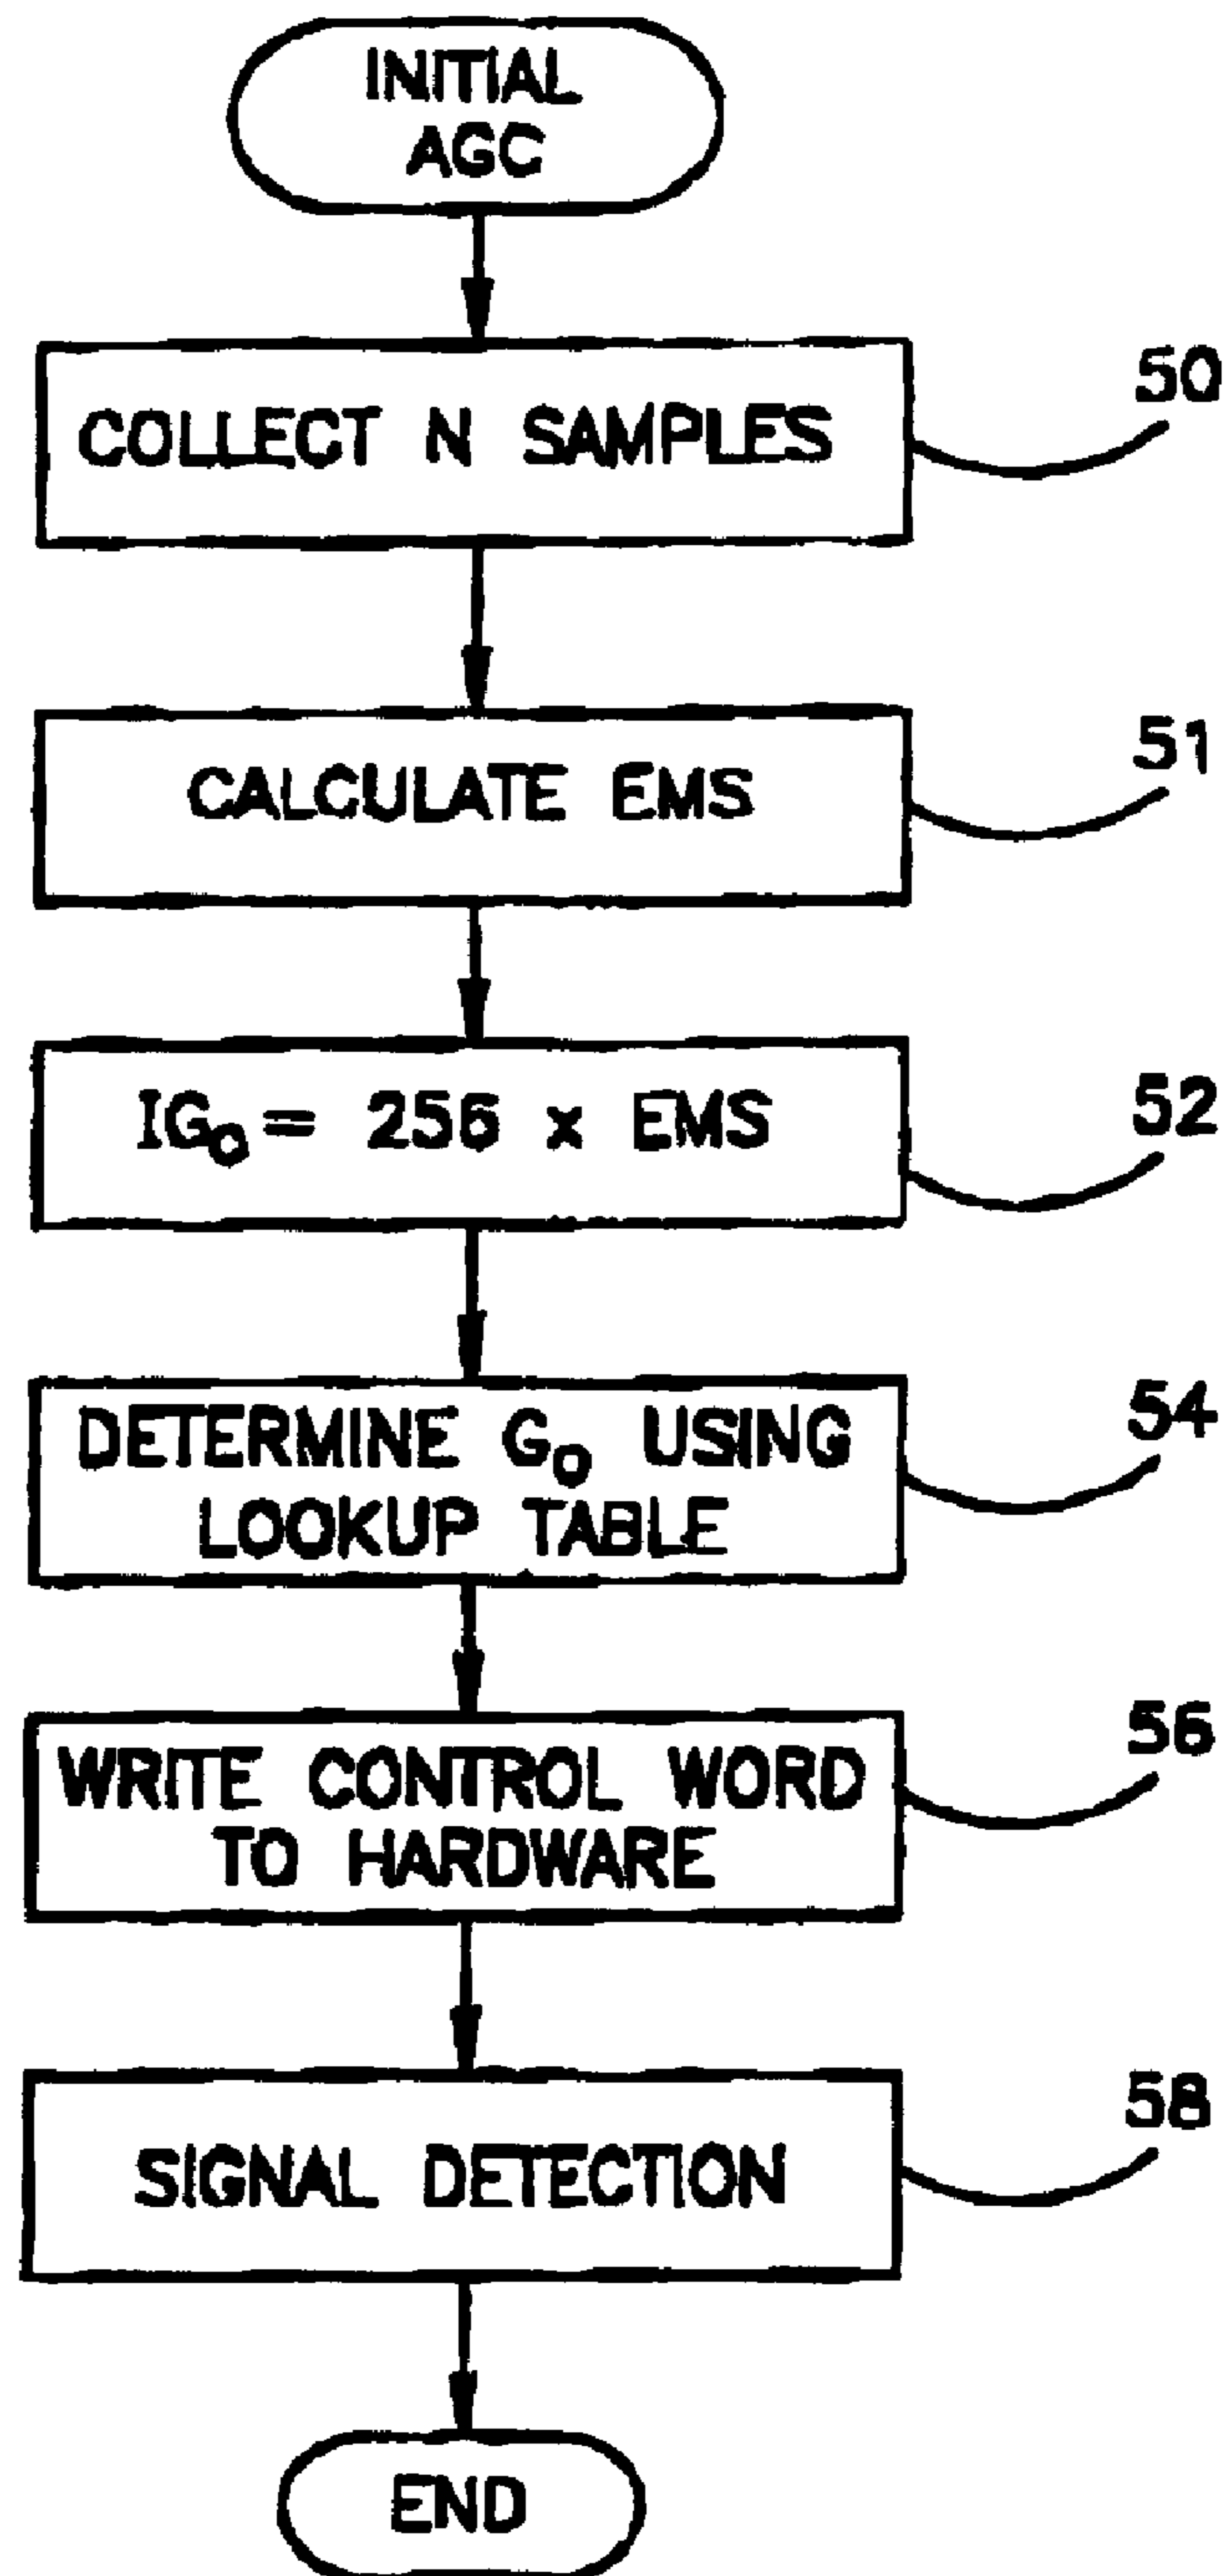 INITIAL
AGC
COLLECT N SAMPLES
50
CALCULATE EMS
51
IG₀ = 256 x EMS
52
DETERMINE G₀ USING
LOOKUP TABLE
54
WRITE CONTROL WORD
TO HARDWARE
56
SIGNAL DETECTION
58
END